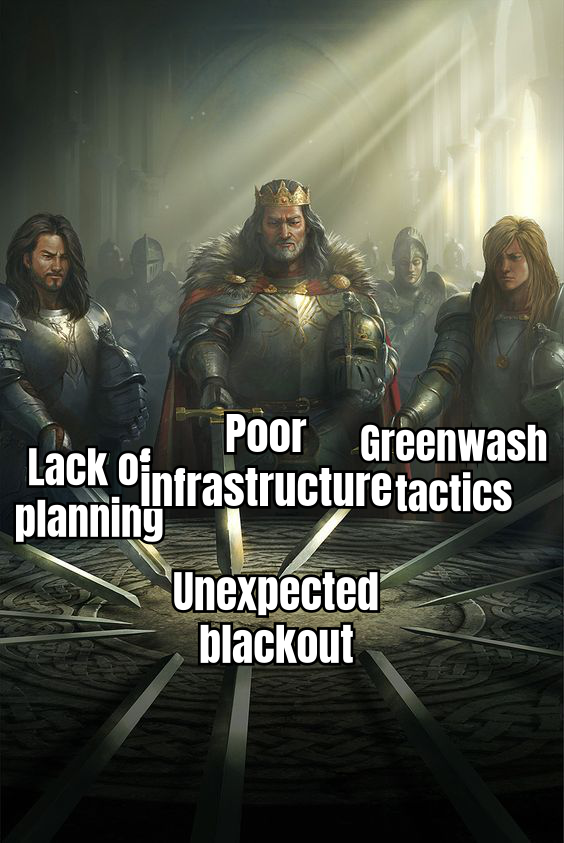 Lack of
planning
Poor
infrastructure
Greenwash
tactics
Unexpected
blackout